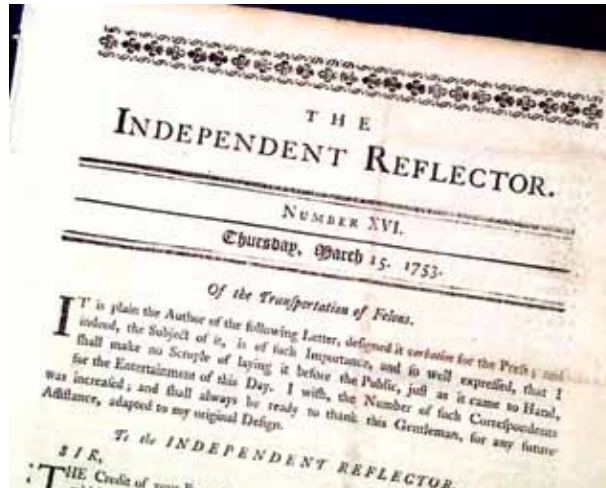 THE
INDEPENDENT REFLECTOR.
NUMBER XVI.
Thursday, March 15. 1753.
Of the Tranſportation of Felons.
IT is plain the Author of the following Letter, deſigned it verbatim for the Preſs; and
indeed, the Subject of it, is of ſuch Importance, and ſo well expreſſed, that I
ſhall make no Scruple of laying it before the Public, juſt as it came to Hand,
for the Entertainment of this Day. I wiſh, the Number of ſuch Correſpondents
was increaſed; and ſhall always be ready to thank this Gentleman, for any future
Aſſiſtance, adapted to my original Deſign.
To the INDEPENDENT REFLECTOR.
SIR,
THE Credit of your